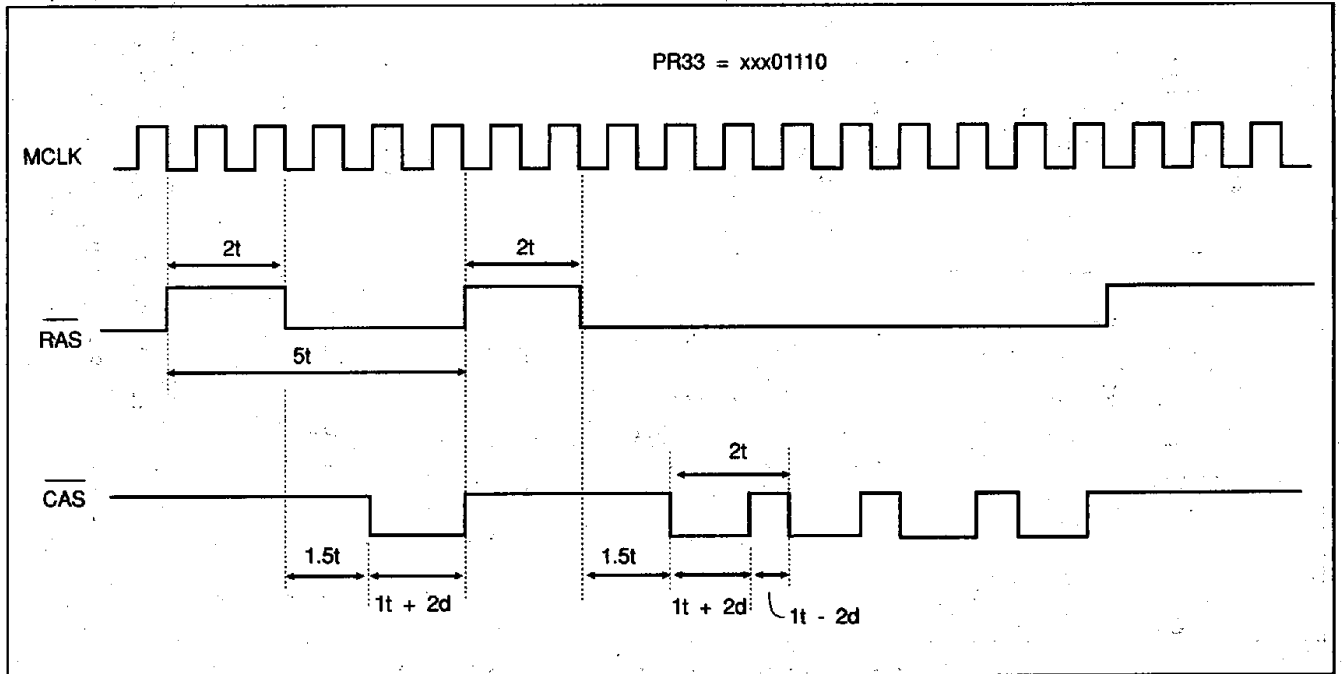 PR33 = xxx01110
MCLK
2t
2t
RAS
5t
2t
CAS
1.5t
1t + 2d
1.5t
1t + 2d
1t - 2d